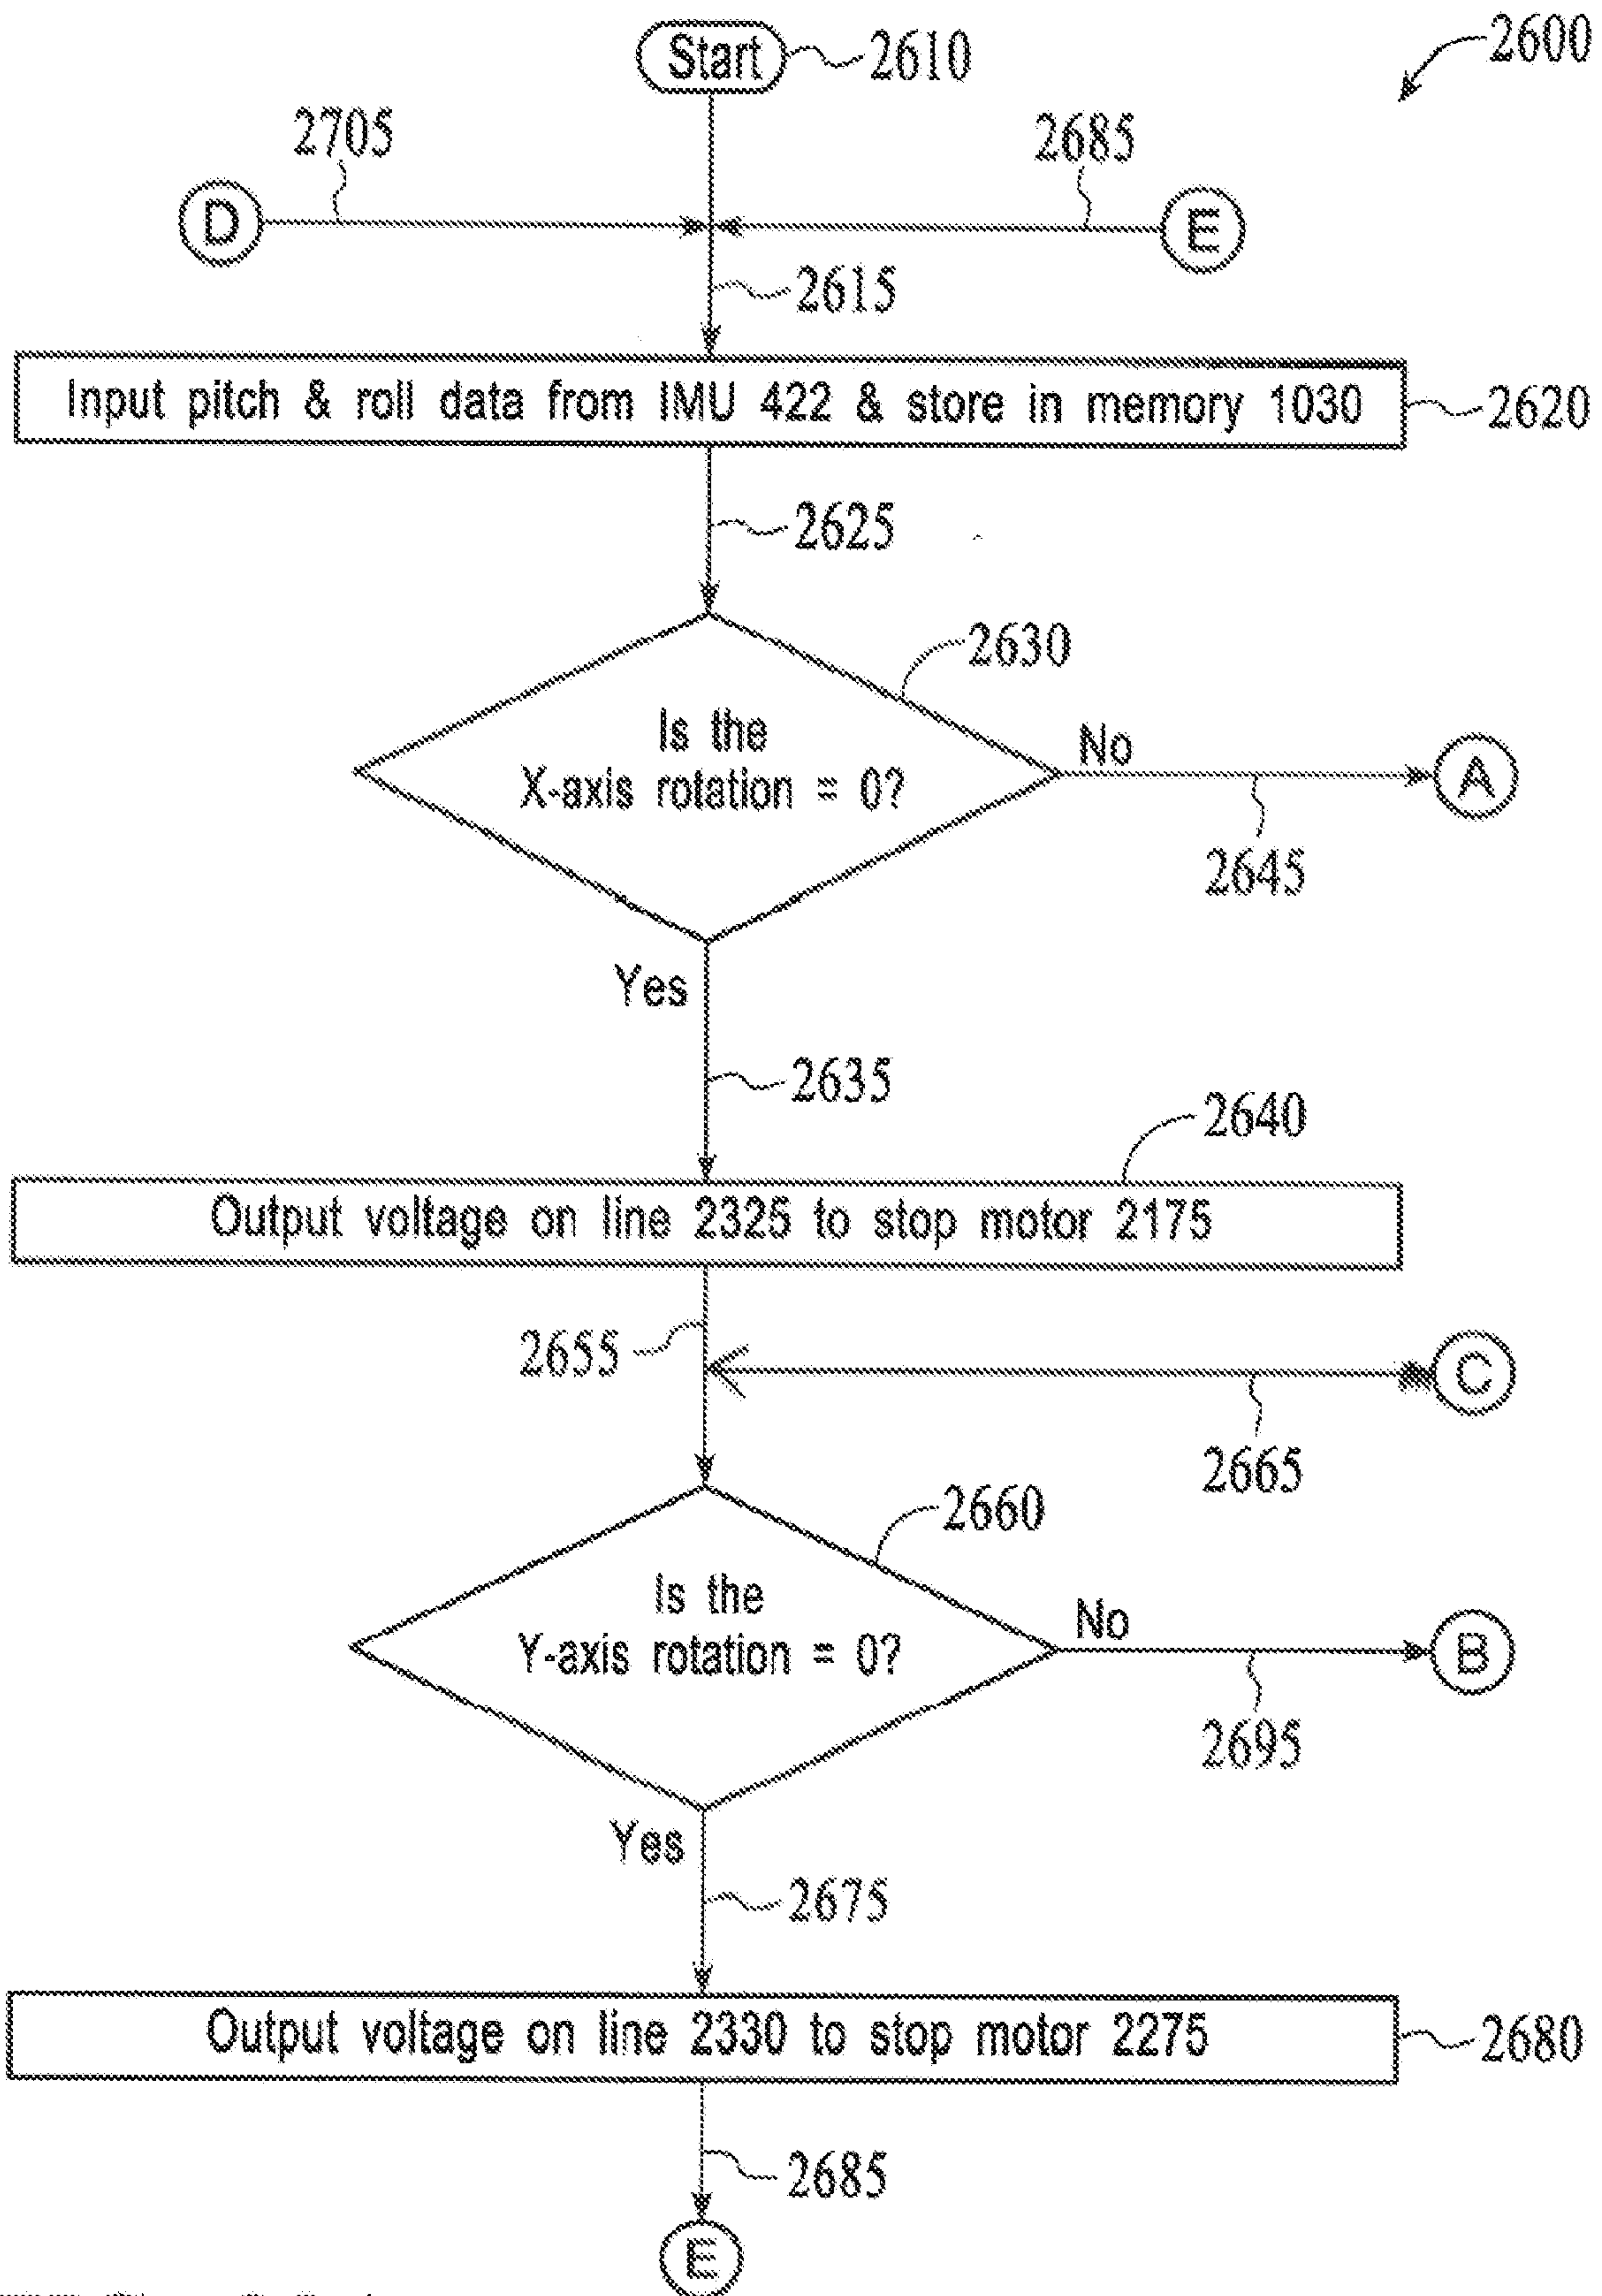 Start
2610
2600
2705
2685
D
E
2615
Input pitch & roll data from IMU 422 & store in memory 1030
2620
2625
2630
Is the
X-axis rotation = 0?
No
A
2645
Yes
2635
2640
Output voltage on line 2325 to stop motor 2175
2655
C
2665
2660
Is the
Y-axis rotation = 0?
No
B
2695
Yes
2675
Output voltage on line 2330 to stop motor 2275
2680
2685
E